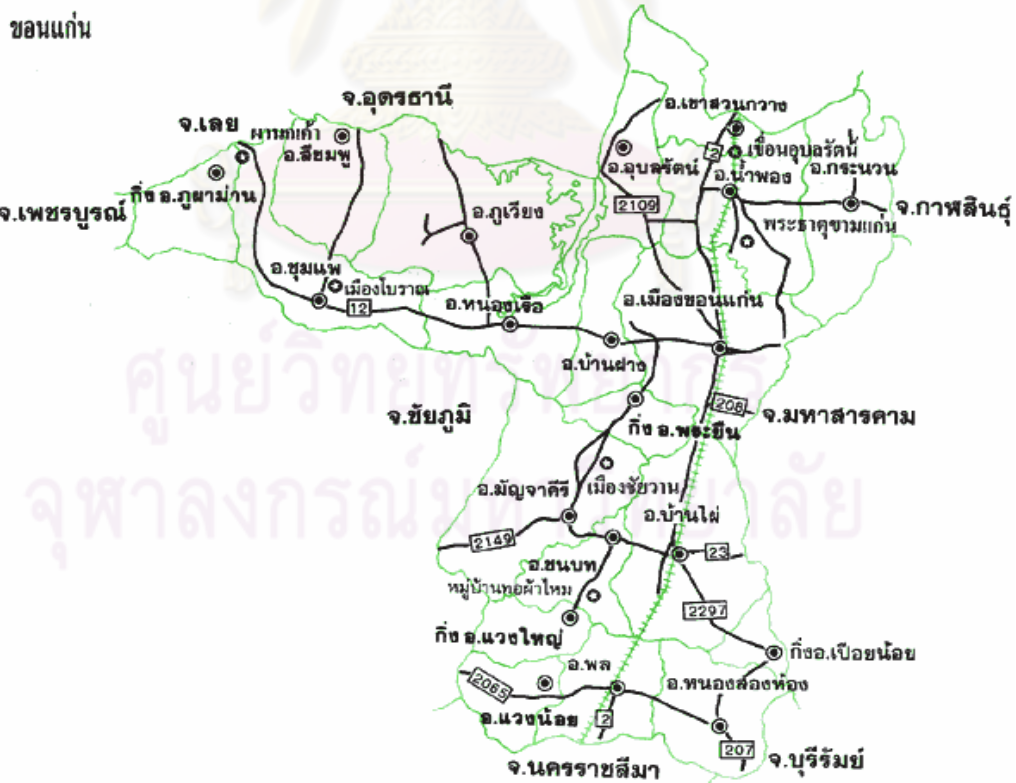 ขอนแก่น
จ.อุดรธานี
จ.เลย
ผานกเค้า
อ.สีชมพู
อ.เขาสวนกวาง
2
เขื่อนอุบลรัตน์
อ.อุบลรัตน์
อ.น้ำพอง
อ.กระนวน
กิ่ง อ.ภูผาม่าน
จ.เพชรบูรณ์
2109
อ.ภูเวียง
พระธาตุขามแก่น
จ.กาฬสินธุ์
อ.ชุมแพ
เมืองโบราณ
12
อ.หนองเรือ
อ.เมืองขอนแก่น
อ.บ้านฝาง
ศูนย์วิทยทรัพยากร
จ.ชัยภูมิ
208
จ.มหาสารคาม
กิ่ง อ.พระยืน
อ.มัญจาคีรี
เมืองชัยวาน
จุฬาลงกรณ์มหาวิทยาลัย
อ.บ้านไผ่
2149
23
อ.ชนบท
หมู่บ้านทอผ้าไหม
2297
กิ่ง อ.แวงใหญ่
กิ่งอ.เปือยน้อย
อ.พล
2065
อ.หนองสองห้อง
อ.แวงน้อย
2
207
จ.บุรีรัมย์
จ.นครราชสีมา